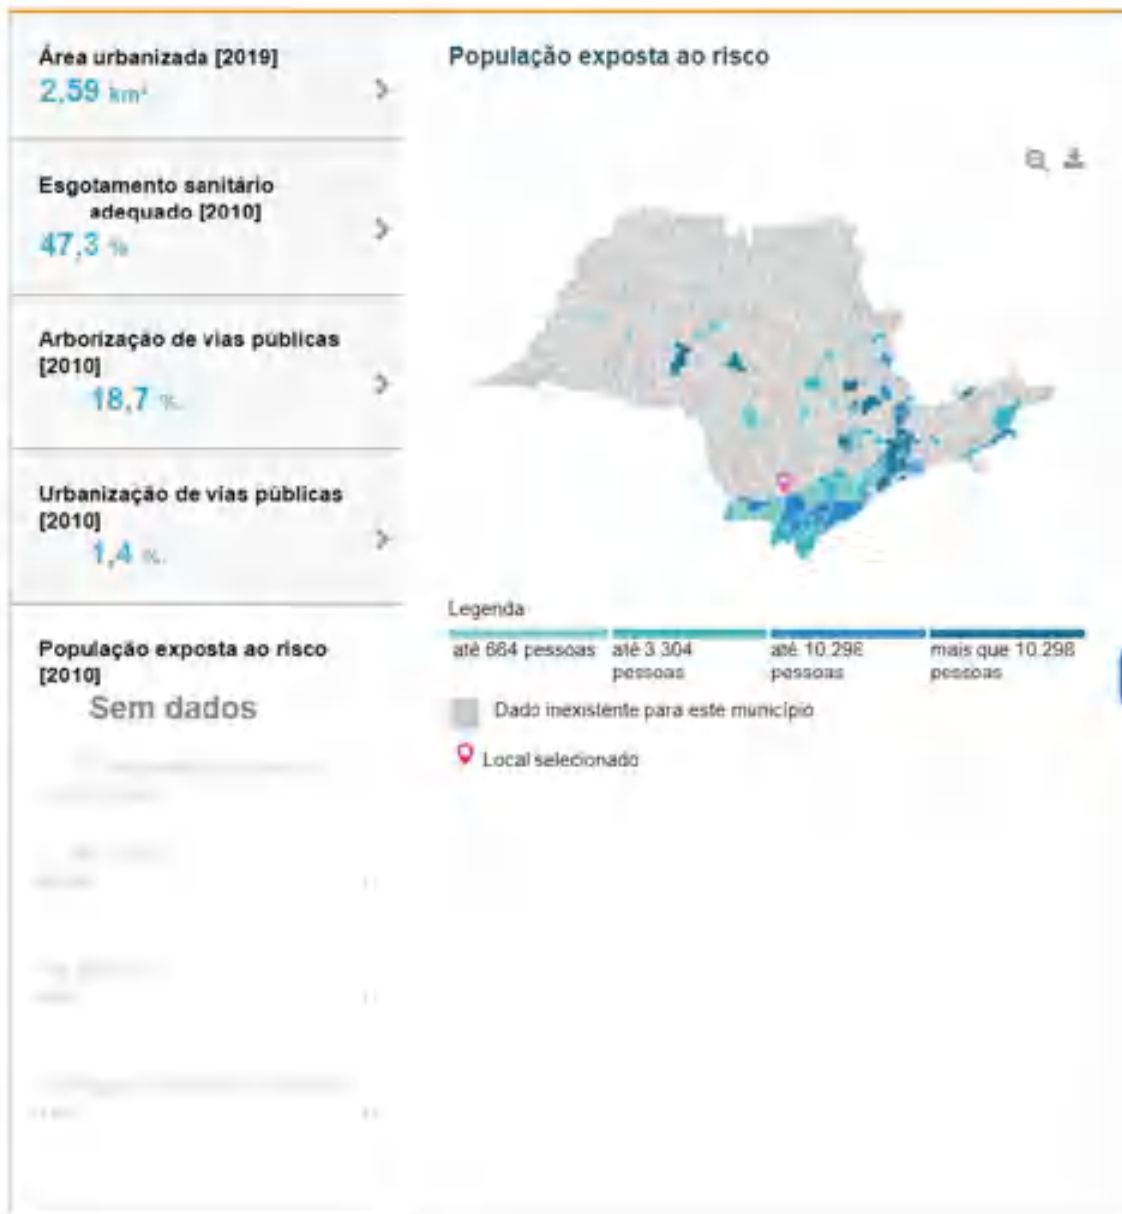 Área urbanizada [2019]
2,59 km²
Esgotamento sanitário
adequado [2010]
47,3 %
Arborização de vias públicas
[2010]
18,7 %
Urbanização de vias públicas
[2010]
1,4 %
População exposta ao risco
[2010]
Sem dados
População exposta ao risco
Legenda
até 664 pessoas
até 3.304
pessoas
até 10.298
pessoas
mais que 10.298
pessoas
Dado inexistente para este município
Local selecionado